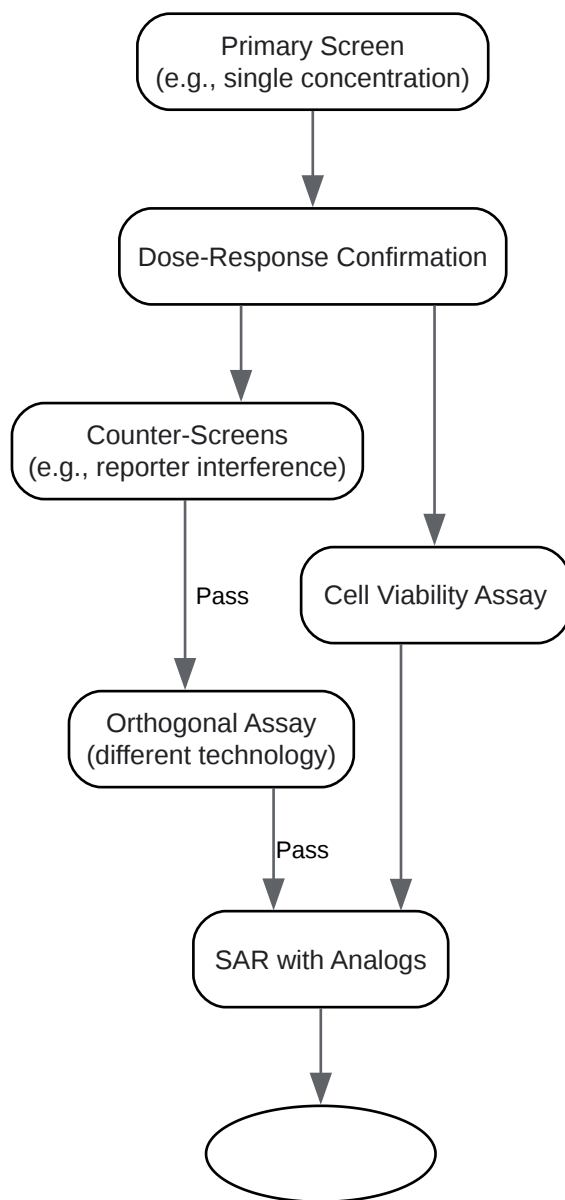 Primary Screen
(e.g., single concentration)
Dose-Response Confirmation
Counter-Screens
(e.g., reporter interference)
Pass
Cell Viability Assay
Orthogonal Assay
(different technology)
Pass
SAR with Analogs